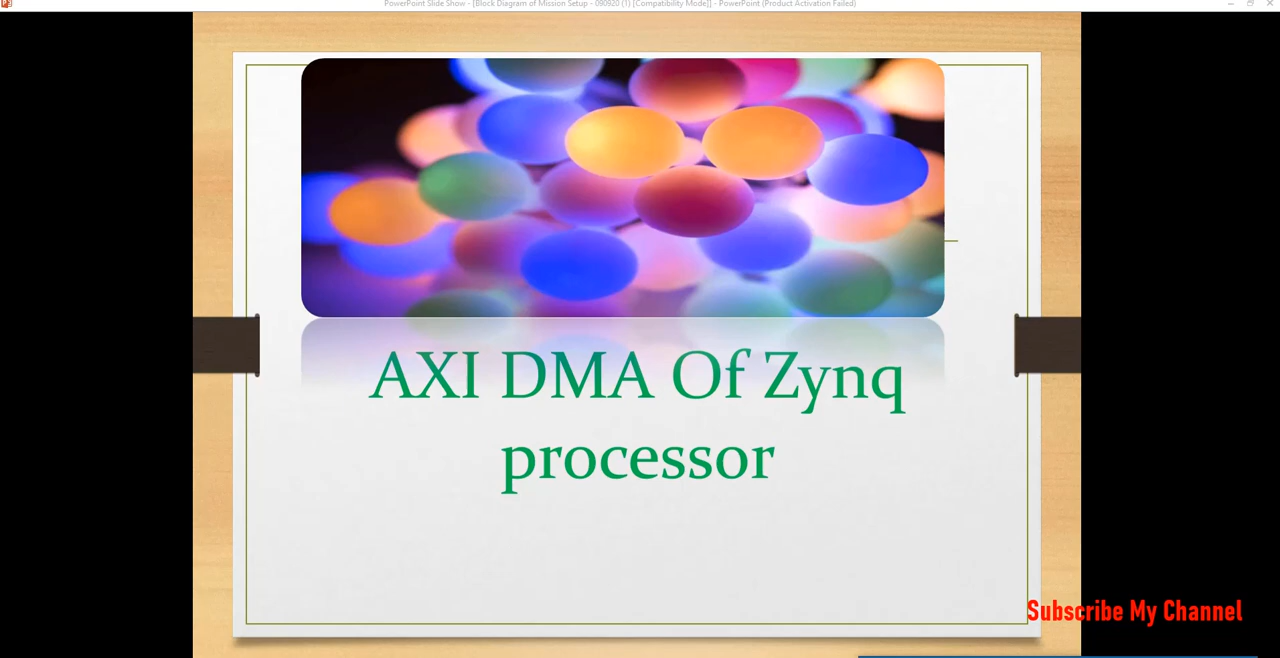 PowerPoint Slide Show - [Block Diagram of Mission Setup - 090920 (1) [Compatibility Mode]] - PowerPoint (Product Activation Failed)
AXI DMA Of Zynq
processor
Subscribe My Channel